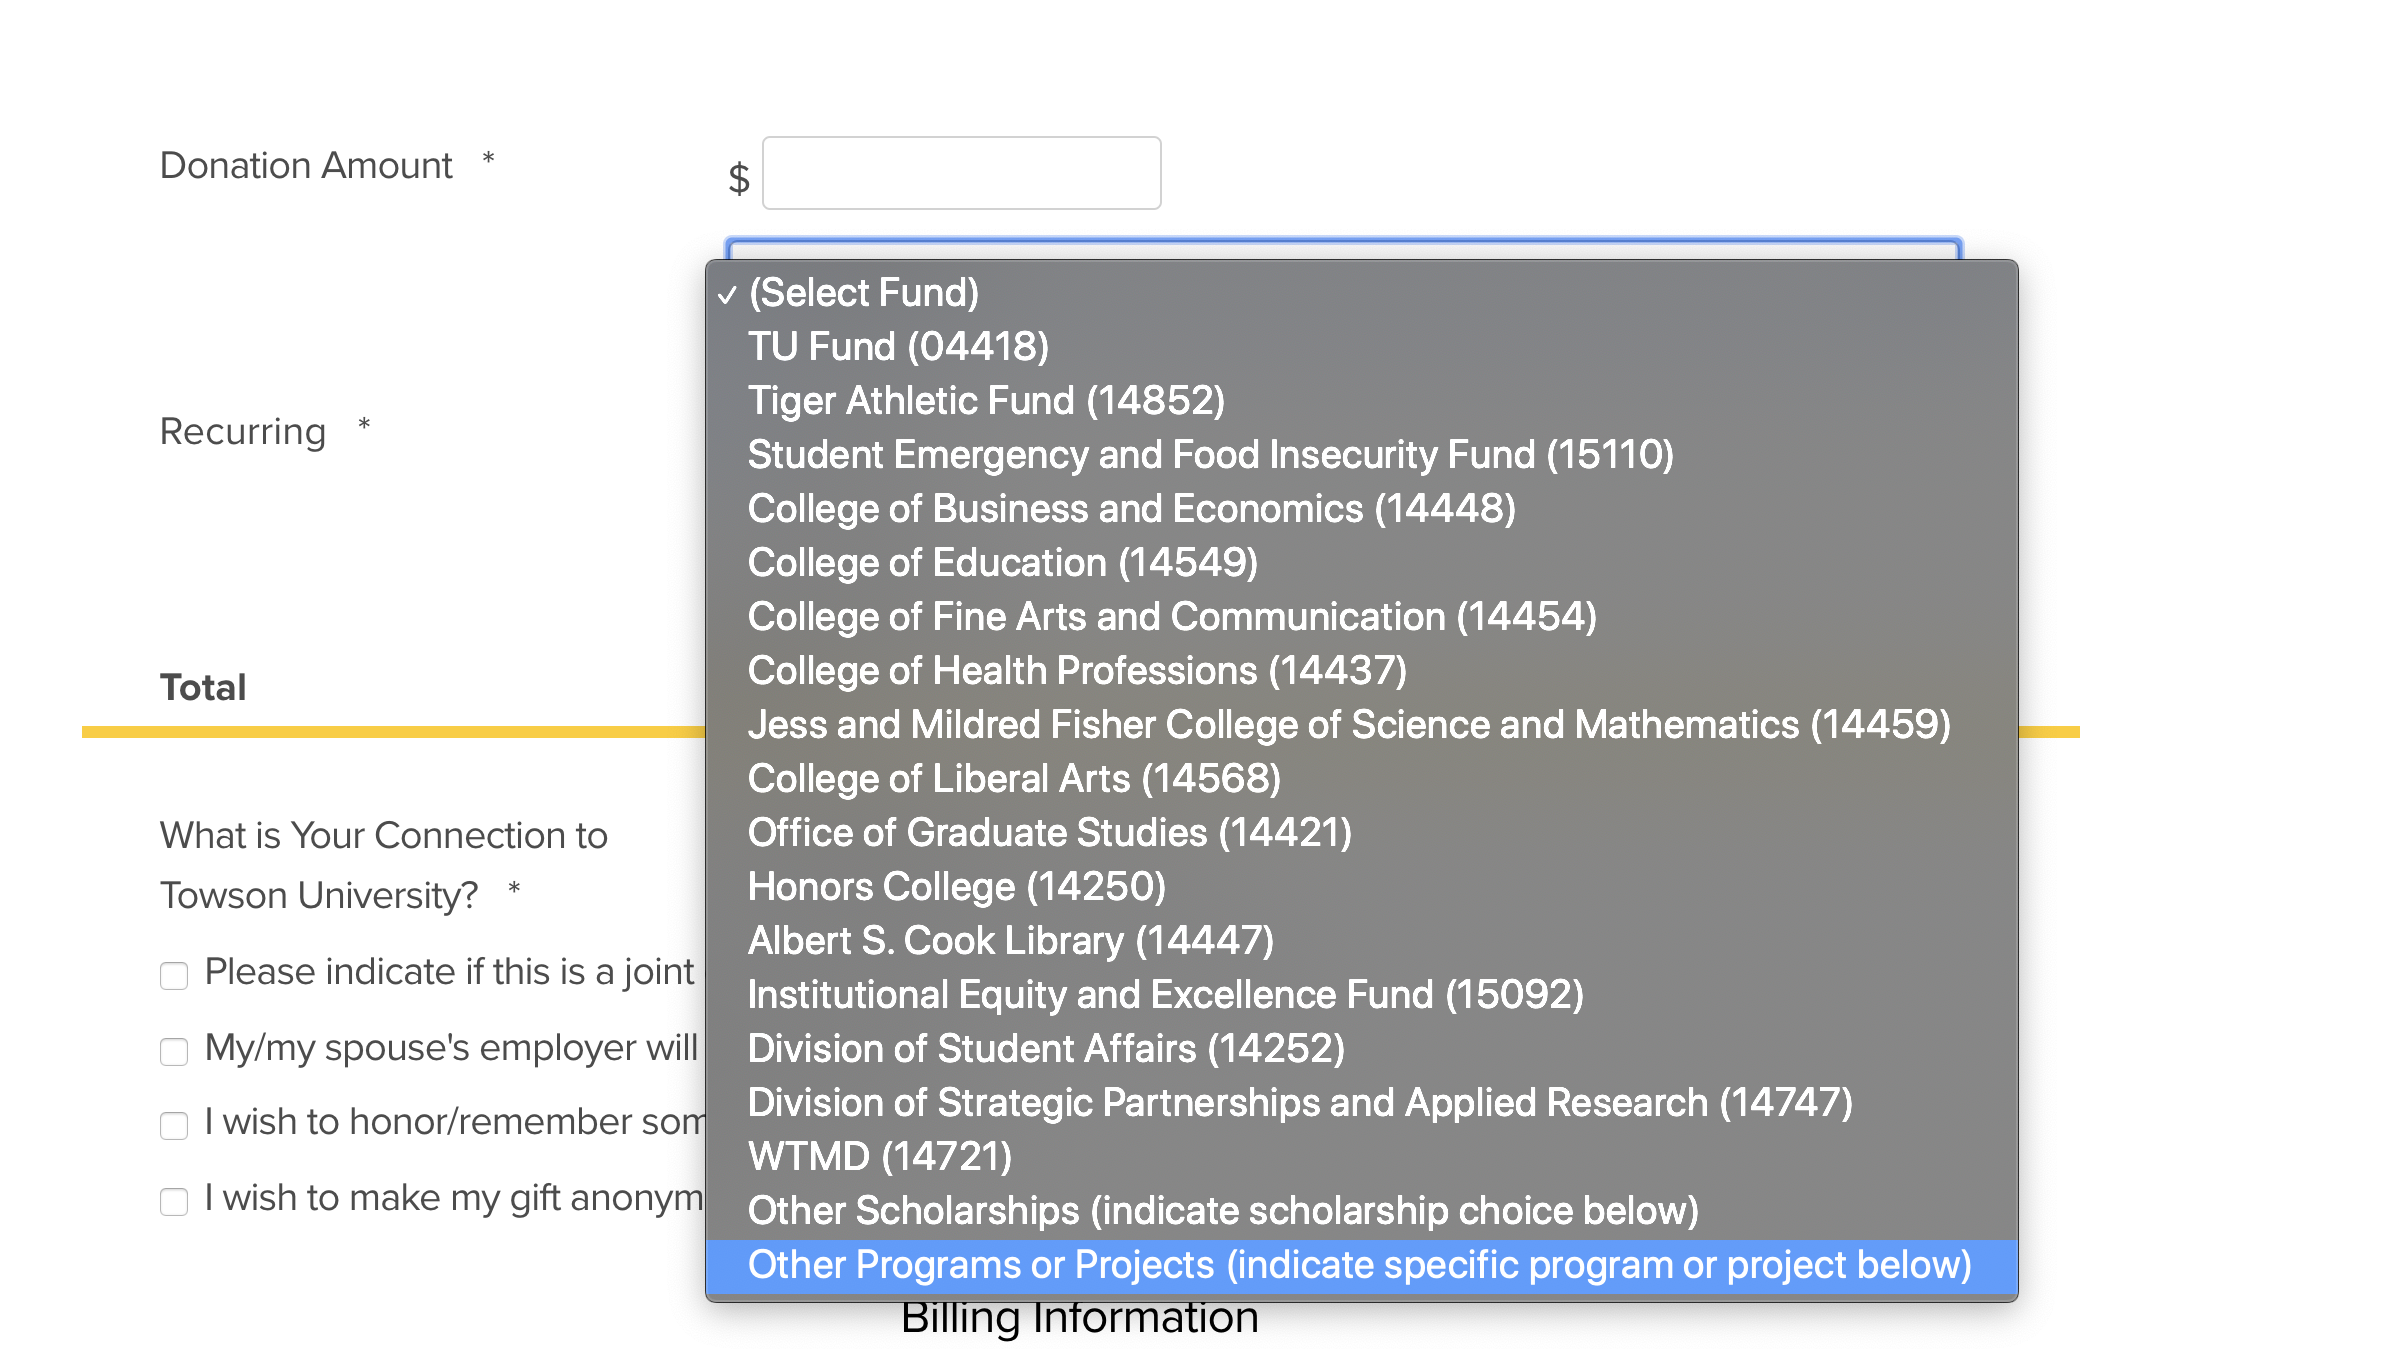 Donation Amount *
$
✓ (Select Fund)
TU Fund (04418)
Tiger Athletic Fund (14852)
Recurring *
Student Emergency and Food Insecurity Fund (15110)
College of Business and Economics (14448)
College of Education (14549)
College of Fine Arts and Communication (14454)
College of Health Professions (14437)
Total
Jess and Mildred Fisher College of Science and Mathematics (14459)
College of Liberal Arts (14568)
Office of Graduate Studies (14421)
Honors College (14250)
Albert S. Cook Library (14447)
Institutional Equity and Excellence Fund (15092)
Division of Student Affairs (14252)
Division of Strategic Partnerships and Applied Research (14747)
WTMD (14721)
Other Scholarships (indicate scholarship choice below)
Other Programs or Projects (indicate specific program or project below)
What is Your Connection to
Towson University? *
Please indicate if this is a joint
My/my spouse's employer will
I wish to honor/remember
I wish to make my gift
Billing Information